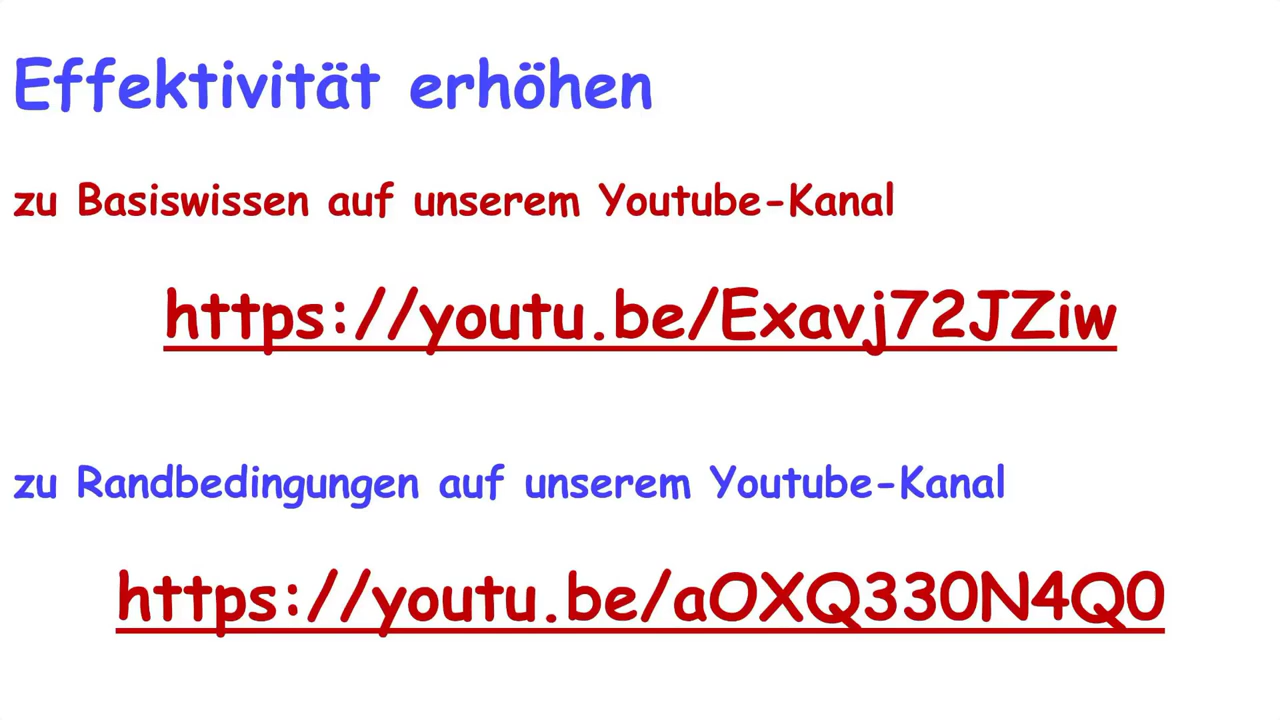 Effektivität erhöhen
zu Basiswissen auf unserem Youtube-Kanal
https://youtu.be/Exavj72JZiw
zu Randbedingungen auf unserem Youtube-Kanal
https://youtu.be/aOXQ330N4Q0